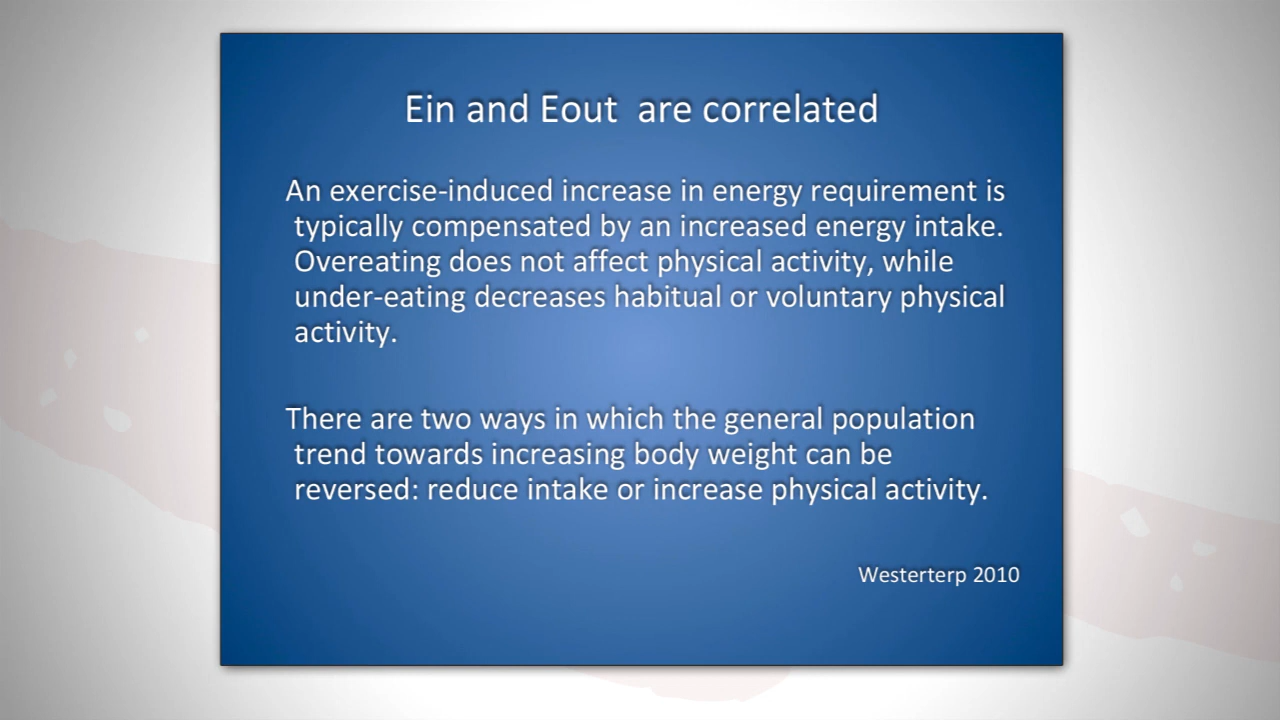 Ein and Eout  are correlated
An exercise-induced increase in energy requirement is
typically compensated by an increased energy intake.
Overeating does not affect physical activity, while
under-eating decreases habitual or voluntary physical
activity.
There are two ways in which the general population
trend towards increasing body weight can be
reversed: reduce intake or increase physical activity.
Westerterp 2010